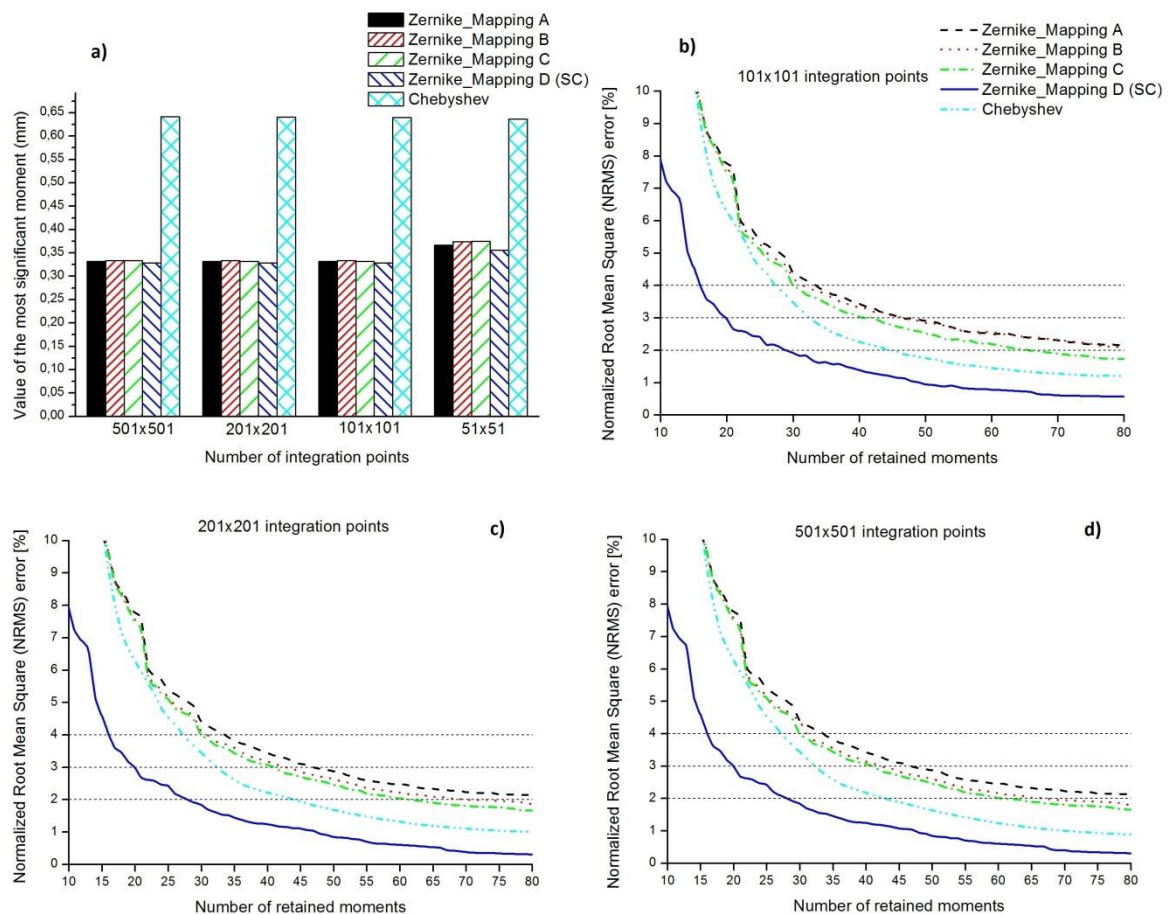 a)
Zernike_Mapping A
Zernike_Mapping B
Zernike_Mapping C
Zernike_Mapping D (SC)
Chebyshev
Value of the most significant moment (mm)
0,65
0,60
0,55
0,50
0,45
0,40
0,35
0,30
0,25
0,20
0,15
0,10
0,05
0,00
501x501 201x201 101x101 51x51
Number of integration points
b)
Zernike_Mapping A
Zernike_Mapping B
Zernike_Mapping C
Zernike_Mapping D (SC)
Chebyshev
101x101 integration points
Normalized Root Mean Square (NRMS) error [%]
10
9
8
7
6
5
4
3
2
1
0
10 20 30 40 50 60 70 80
Number of retained moments
201x201 integration points
c)
Normalized Root Mean Square (NRMS) error [%]
10
9
8
7
6
5
4
3
2
1
0
10 15 20 25 30 35 40 45 50 55 60 65 70 75 80
Number of retained moments
501x501 integration points
d)
Normalized Root Mean Square (NRMS) error [%]
10
9
8
7
6
5
4
3
2
1
0
10 15 20 25 30 35 40 45 50 55 60 65 70 75 80
Number of retained moments